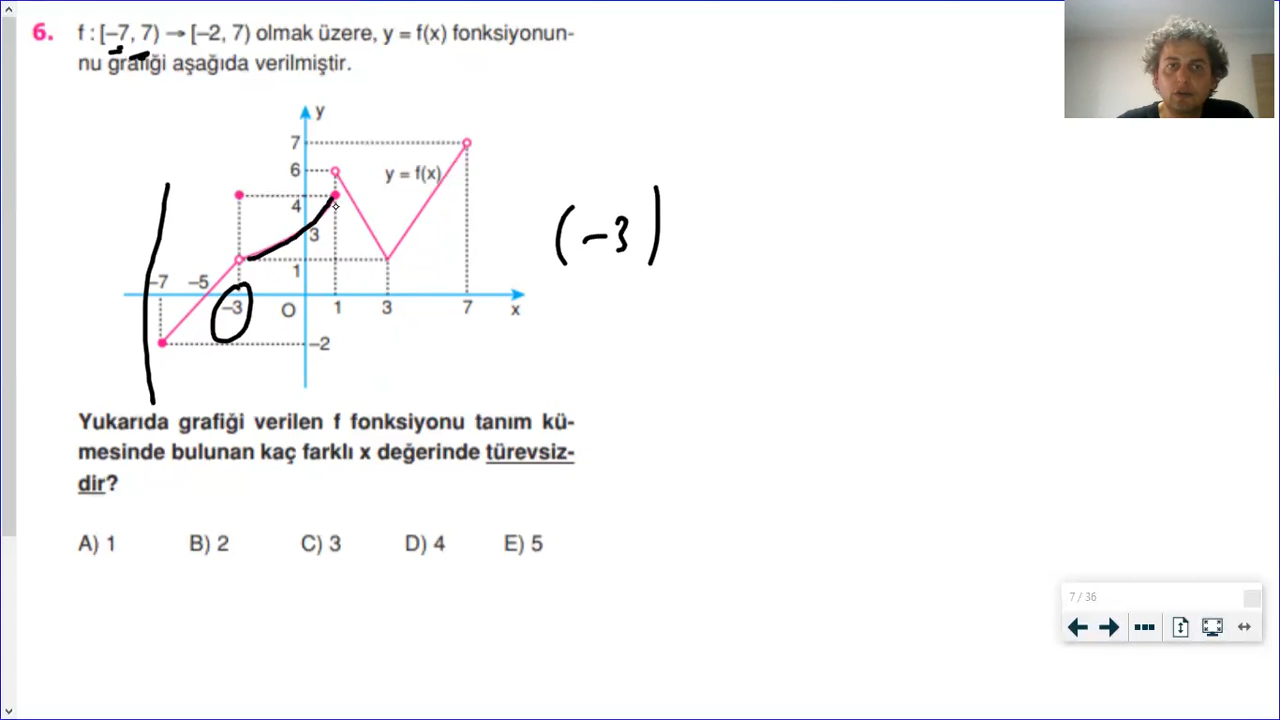 6. f : [–7, 7) → [–2, 7) olmak üzere, y = f(x) fonksiyonun-
nu grafiği aşağıda verilmiştir.
y
7
6
y = f(x)
4
3
(-3)
1
–7 –5
–3 O 1 3 7 x
–2
Yukarıda grafiği verilen f fonksiyonu tanım kü-
mesinde bulunan kaç farklı x değerinde türevsiz-
dir?
A) 1 B) 2 C) 3 D) 4 E) 5
7 / 36